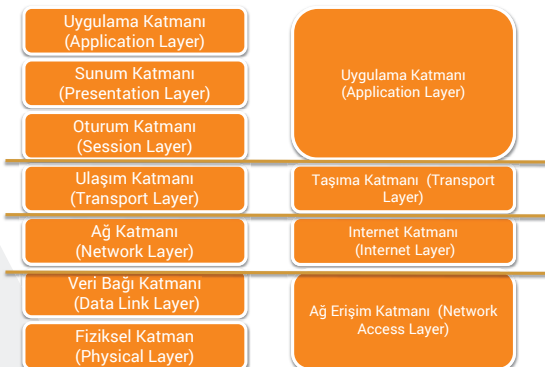 Uygulama Katmanı
(Application Layer)
Sunum Katmanı
(Presentation Layer)
Oturum Katmanı
(Session Layer)
Ulaşım Katmanı
(Transport Layer)
Ağ Katmanı
(Network Layer)
Veri Bağı Katmanı
(Data Link Layer)
Fiziksel Katman
(Physical Layer)
Uygulama Katmanı
(Application Layer)
Taşıma Katmanı (Transport
Layer)
Internet Katmanı
(Internet Layer)
Ağ Erişim Katmanı (Network
Access Layer)